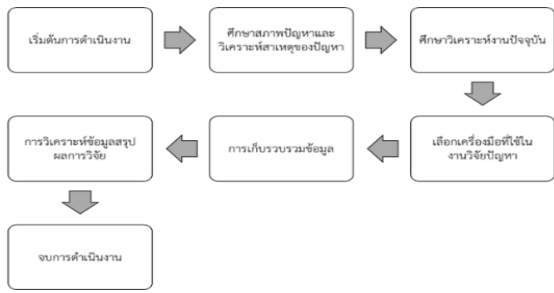 เริ่มต้นการดำเนินงาน
ศึกษาสภาพปัญหาและ
วิเคราะห์สาเหตุของปัญหา
ศึกษาวิเคราะห์งานปัจจุบัน
เลือกเครื่องมือที่ใช้ใน
งานวิจัยปัญหา
การเก็บรวบรวมข้อมูล
การวิเคราะห์ข้อมูลสรุป
ผลการวิจัย
จบการดำเนินงาน